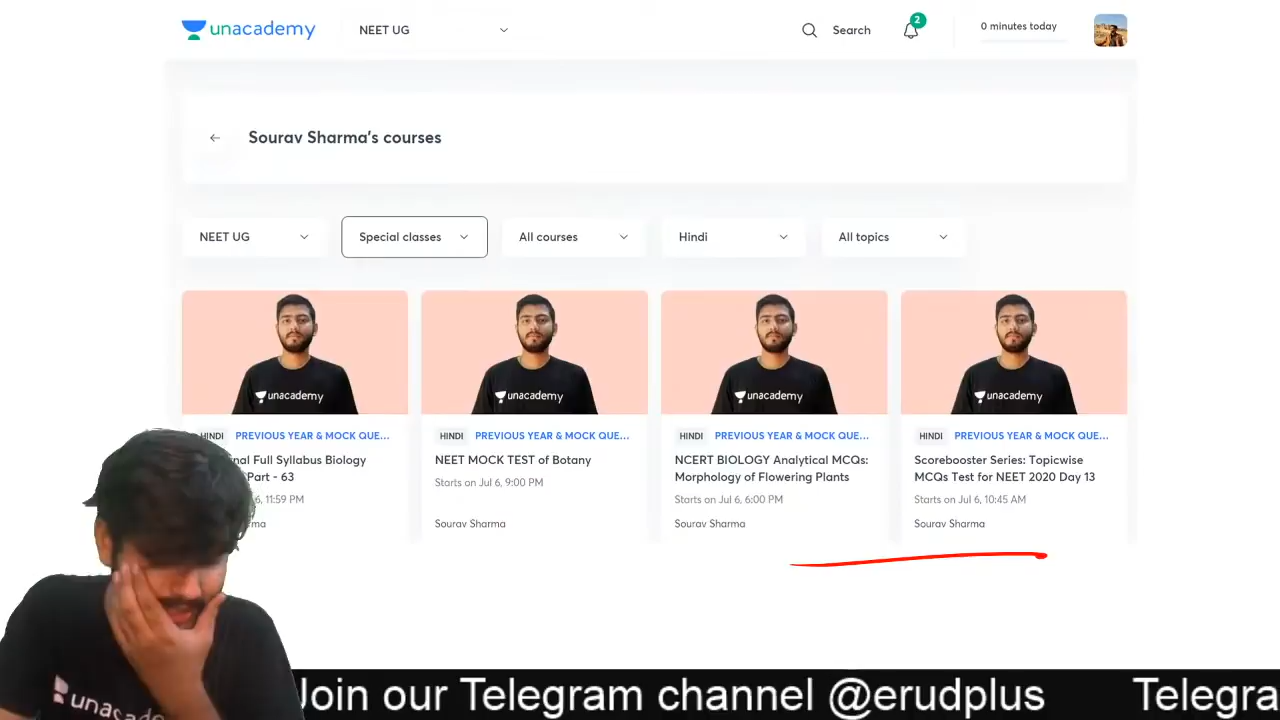 unacademy
NEET UG
Search
2
0 minutes today
Sourav Sharma's courses
NEET UG
Special classes
All courses
Hindi
All topics
unacademy
unacademy
unacademy
unacademy
HINDI PREVIOUS YEAR & MOCK QUE...
nal Full Syllabus Biology
Part - 63
6, 11:59 PM
rma
HINDI PREVIOUS YEAR & MOCK QUE...
NEET MOCK TEST of Botany
Starts on Jul 6, 9:00 PM
Sourav Sharma
HINDI PREVIOUS YEAR & MOCK QUE...
NCERT BIOLOGY Analytical MCQs:
Morphology of Flowering Plants
Starts on Jul 6, 6:00 PM
Sourav Sharma
HINDI PREVIOUS YEAR & MOCK QUE...
Scorebooster Series: Topicwise
MCQs Test for NEET 2020 Day 13
Starts on Jul 6, 10:45 AM
Sourav Sharma
unacadem
Join our Telegram channel @erudplus Telegra